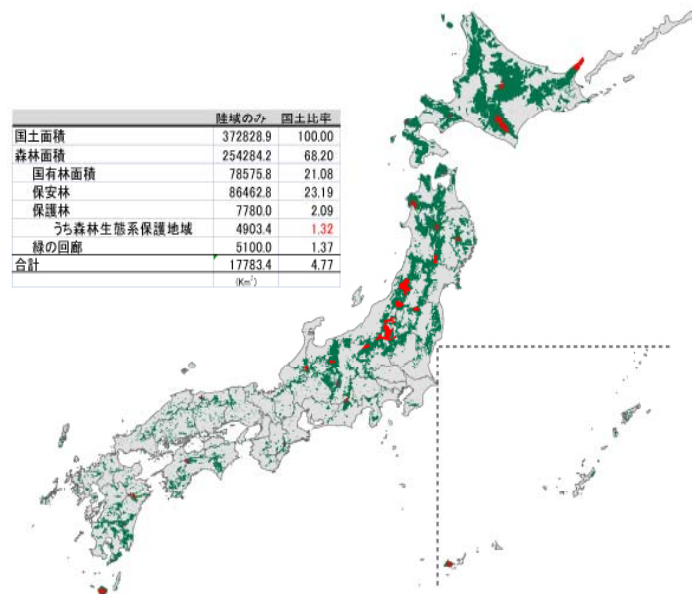 陸域のみ 国土比率
国土面積 372828.9 100.00
森林面積 254284.2 68.20
国有林面積 78575.8 21.08
保安林 86462.8 23.19
保護林 7780.0 2.09
うち森林生態系保護地域 4903.4 1.32
緑の回廊 5100.0 1.37
合計 17783.4 4.77
(Km²)